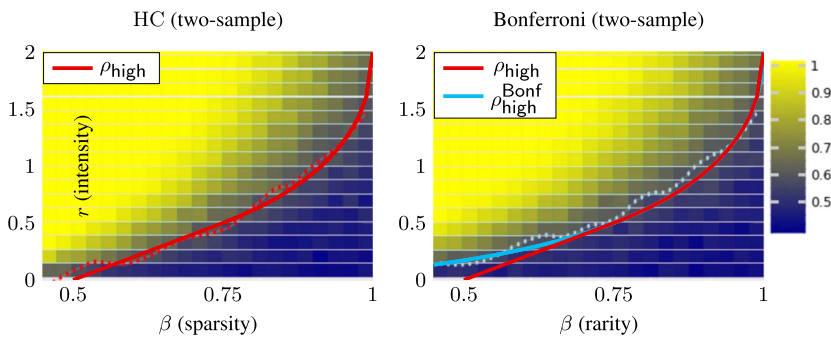 HC (two-sample)
ρhigh
2
1.5
1
0.5
0
r (intensity)
0.5
0.75
1
β (sparsity)
Bonferroni (two-sample)
ρhigh
ρ^Bonf_high
2
1.5
1
0.5
0
0.5
0.75
1
β (rarity)
1
0.9
0.8
0.7
0.6
0.5